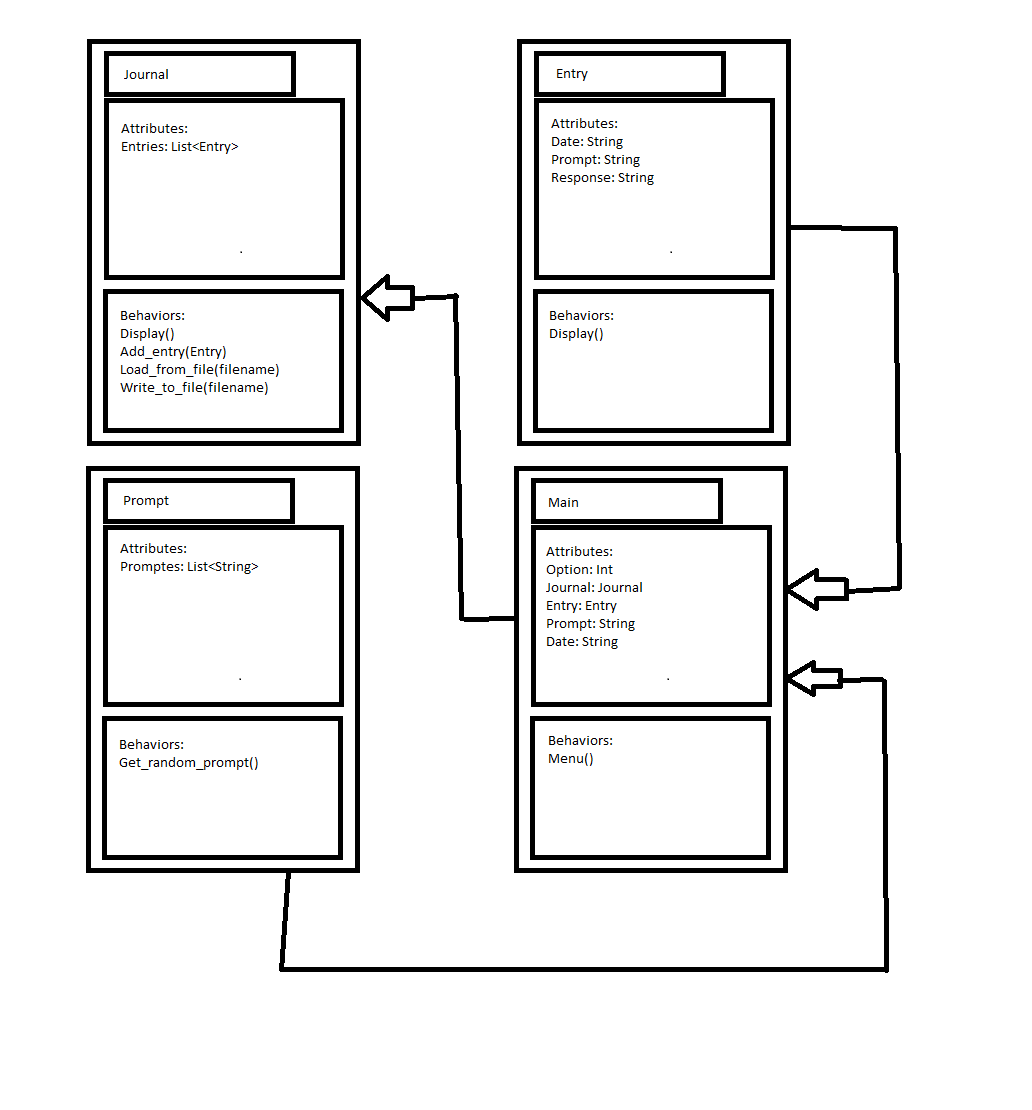 Journal
Attributes:
Entries: List<Entry>
Behaviors:
Display()
Add_entry(Entry)
Load_from_file(filename)
Write_to_file(filename)
Entry
Attributes:
Date: String
Prompt: String
Response: String
Behaviors:
Display()
Prompt
Attributes:
Promptes: List<String>
Behaviors:
Get_random_prompt()
Main
Attributes:
Option: Int
Journal: Journal
Entry: Entry
Prompt: String
Date: String
Behaviors:
Menu()